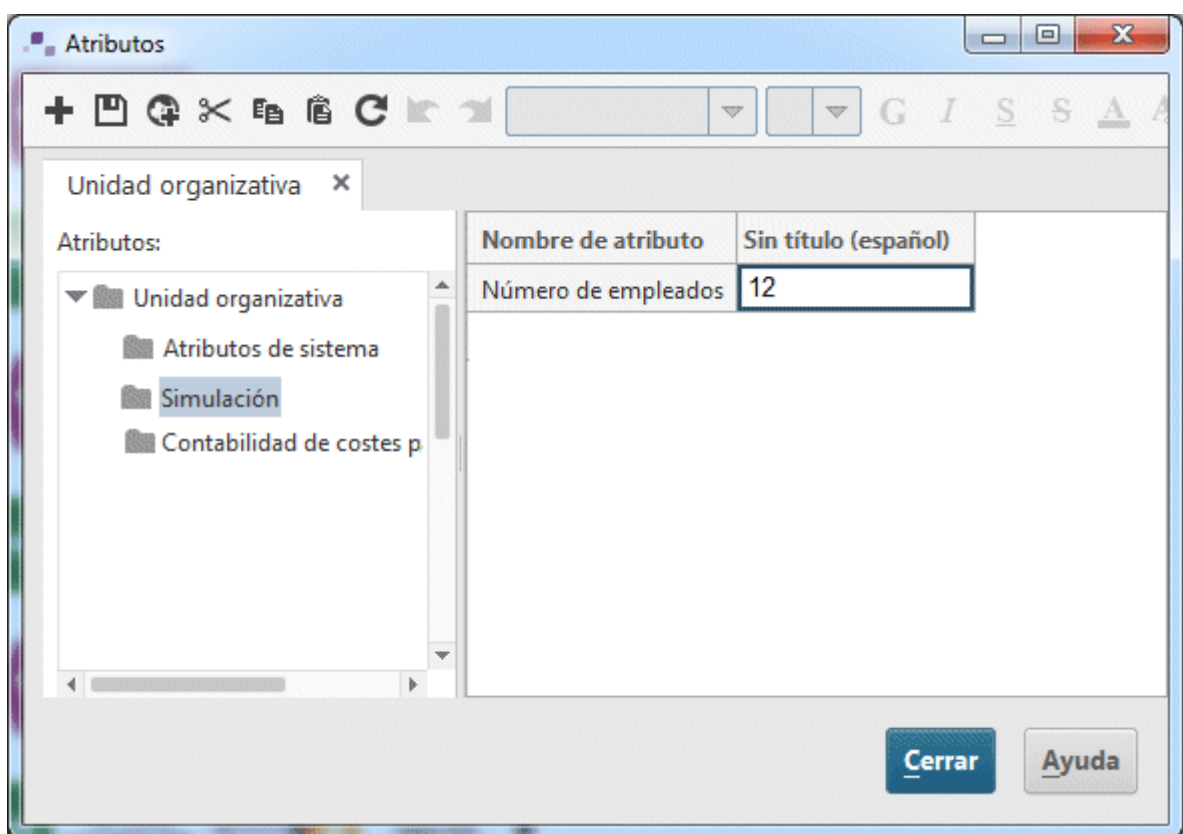 Atributos
G I S S A A
Unidad organizativa
Atributos:
Unidad organizativa
Atributos de sistema
Simulación
Contabilidad de costes p
Nombre de atributo Sin título (español)
Número de empleados 12
Cerrar Ayuda